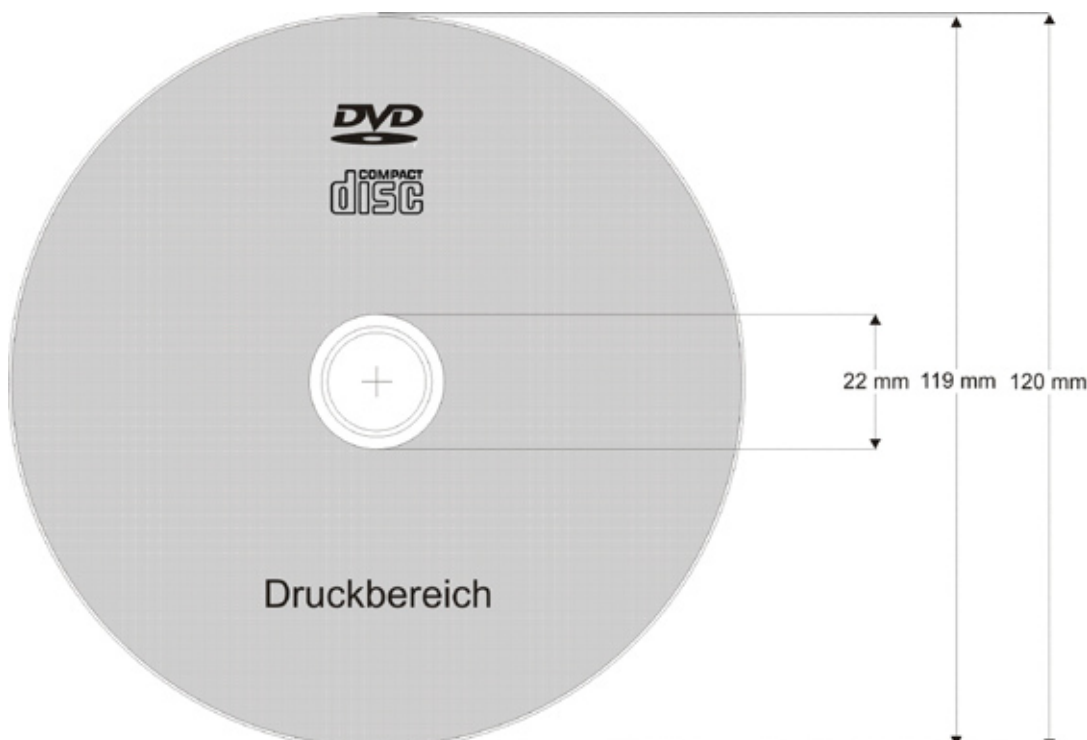 DVD
COMPACT
disc
22 mm
119 mm
120 mm
Druckbereich